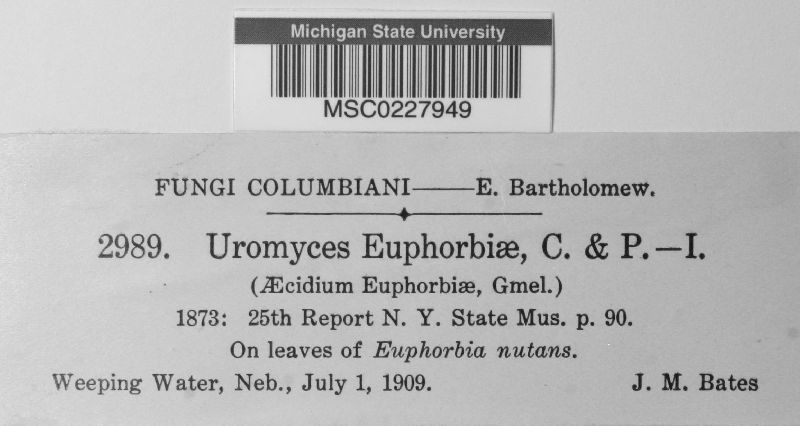 Michigan State University
MSC0227949
FUNGI COLUMBIANI——E. Bartholomew.
2989. Uromyces Euphorbiæ, C. & P.—I.
(Æcidium Euphorbiæ, Gmel.)
1873: 25th Report N. Y. State Mus. p. 90.
On leaves of Euphorbia nutans.
Weeping Water, Neb., July 1, 1909. J. M. Bates